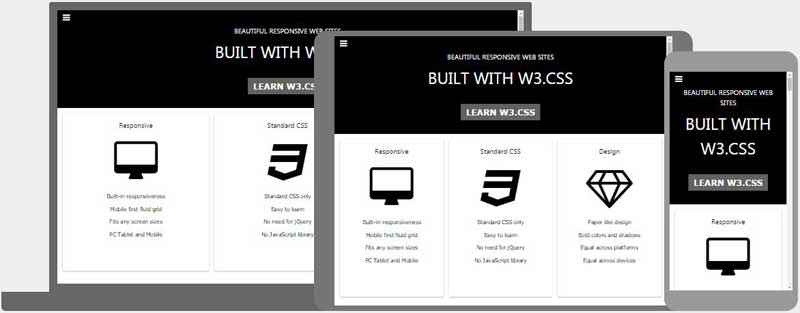 BEAUTIFUL RESPONSIVE WEB SITES
BUILT WITH W3.
LEARN W3.C
Responsive
Built-in responsiveness
Mobile first fluid grid
Fits any screen sizes
PC Tablet and Mobile
Standard CSS
Standard CSS only
Easy to learn
No need for jQuery
No JavaScript library
BEAUTIFUL RESPONSIVE WEB SITES
BUILT WITH W3.CSS
LEARN W3.CSS
Responsive
Built-in responsiveness
Mobile first fluid grid
Fits any screen sizes
PC Tablet and Mobile
Standard CSS
Standard CSS only
Easy to learn
No need for jQuery
No JavaScript library
Design
Paper like design
Bold colors and shadows
Equal across platforms
Equal across devices
BEAUTIFUL RESPONSIVE WEB
SITES
BUILT WITH
W3.CSS
LEARN W3.CSS
Responsive